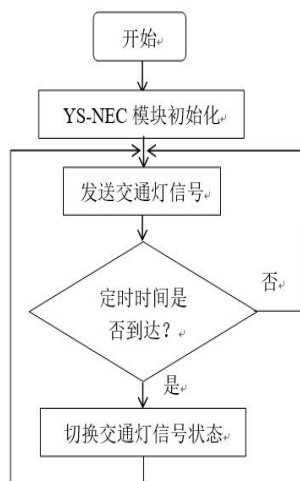 开始
YS-NEC 模块初始化
发送交通灯信号
定时时间是
否到达？
否
是
切换交通灯信号状态